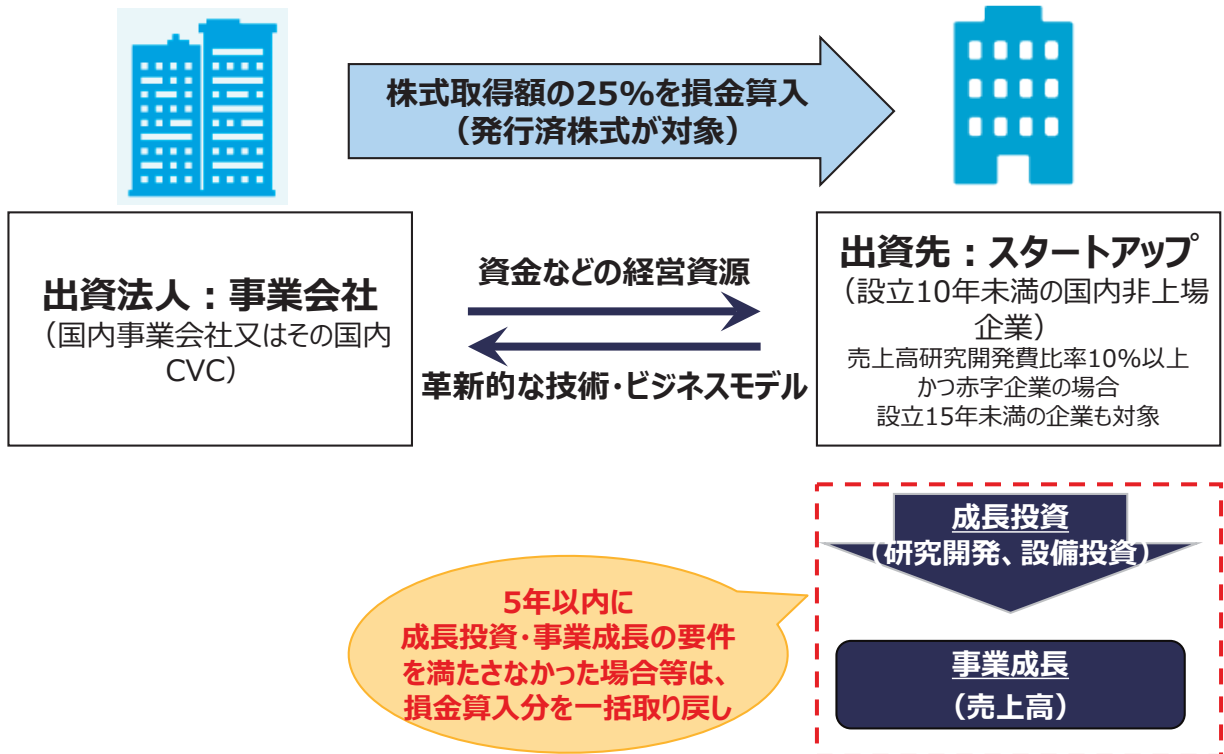 株式取得額の25%を損金算入
（発行済株式が対象）
出資法人：事業会社
（国内事業会社又はその国内
CVC）
資金などの経営資源
革新的な技術・ビジネスモデル
出資先：スタートアップ
（設立10年未満の国内非上場
企業）
売上高研究開発費比率10%以上
かつ赤字企業の場合
設立15年未満の企業も対象
成長投資
（研究開発、設備投資）
5年以内に
成長投資・事業成長の要件
を満たさなかった場合等は、
損金算入分を一括取り戻し
事業成長
（売上高）